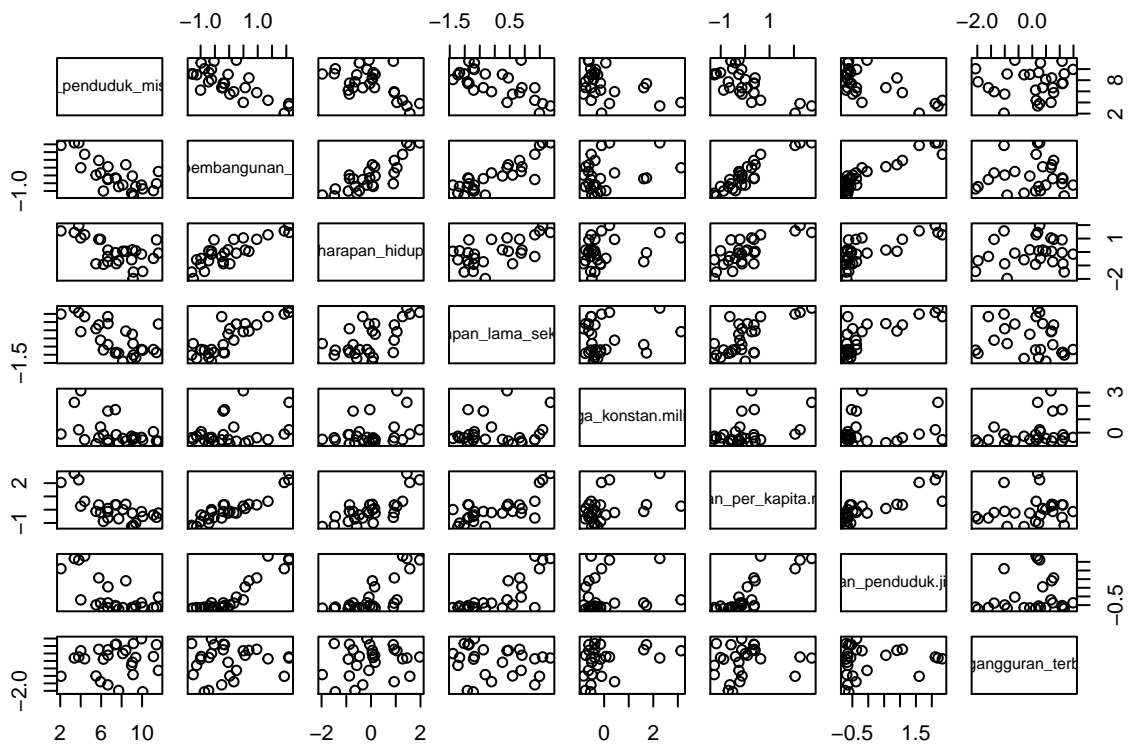 −1.0 1.0 −1.5 0.5 −1 1 −2.0 0.0
_penduduk_mis
2 8
pembangunan_
−1.0
harapan_hidup
−2 1
apan_lama_sek
−1.5
ga_konstan.mili
0 3
an_per_kapita.r
−1 2
an_penduduk.ji
−0.5
gangguran_terb
−2.0
2 6 10 −2 0 2 0 2 −0.5 1.5